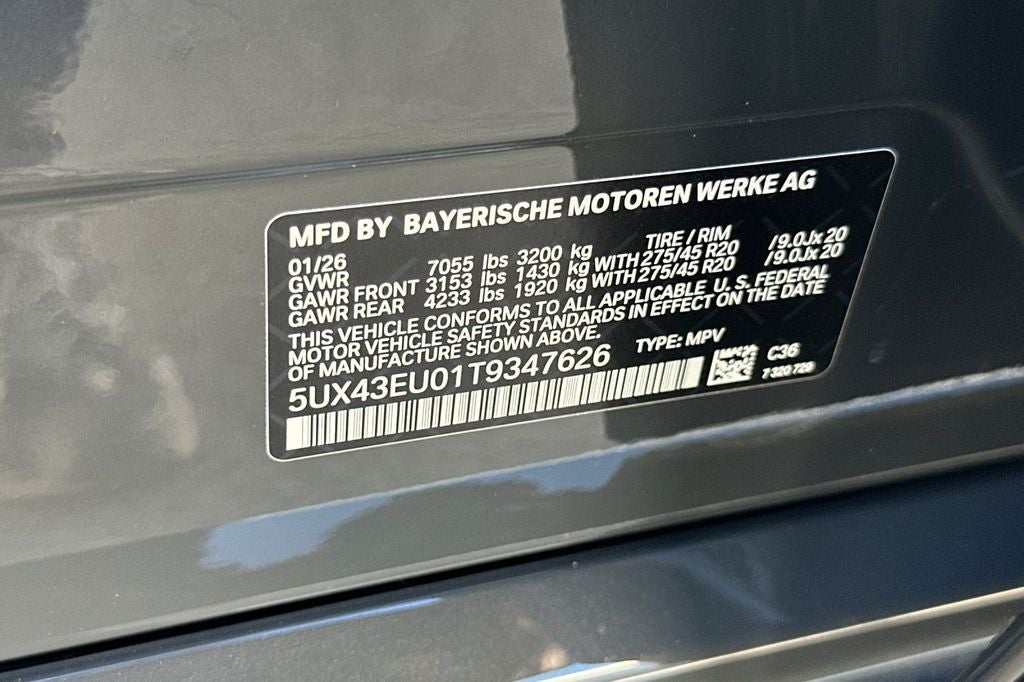 MFD BY BAYERISCHE MOTOREN WERKE AG
01/26 TIRE / RIM
GVWR 7055 lbs 3200 kg
GAWR FRONT 3153 lbs 1430 kg WITH 275/45 R20 /9.0Jx20
GAWR REAR 4233 lbs 1920 kg WITH 275/45 R20 /9.0Jx20
THIS VEHICLE CONFORMS TO ALL APPLICABLE U. S. FEDERAL
MOTOR VEHICLE SAFETY STANDARDS IN EFFECT ON THE DATE
OF MANUFACTURE SHOWN ABOVE.
5UX43EU01T9347626 TYPE: MPV
C36
7 320 729